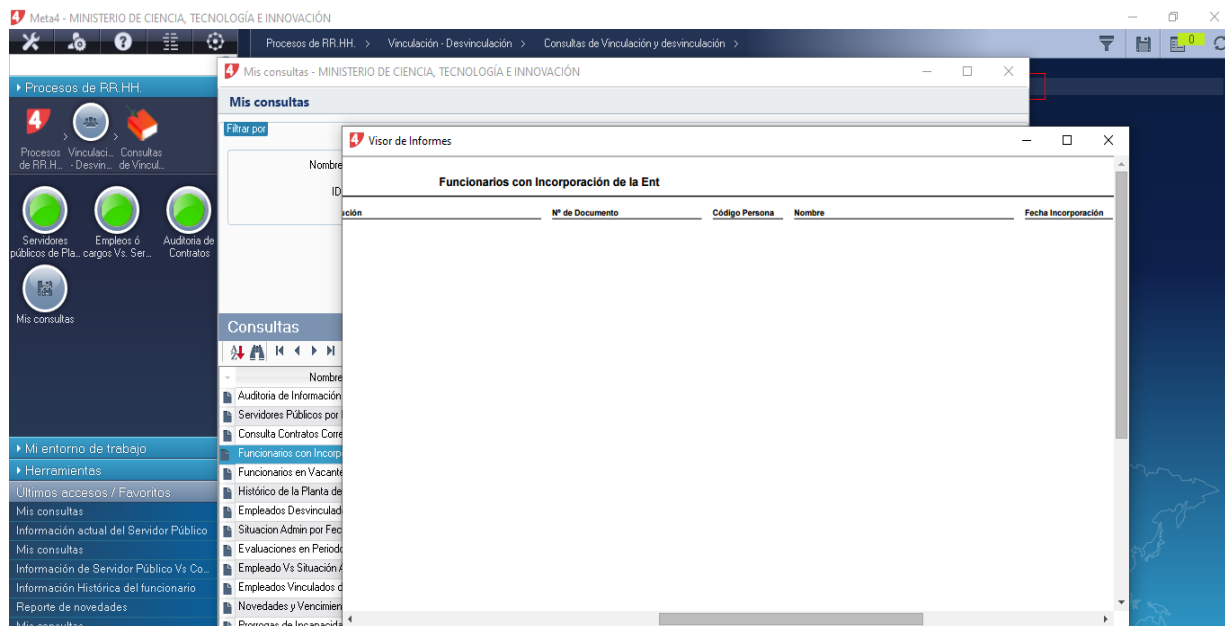 Meta4 - MINISTERIO DE CIENCIA, TECNOLOGÍA E INNOVACIÓN
Procesos de RR.HH. > Vinculación - Desvinculación > Consultas de Vinculación y desvinculación >
0
Procesos de RR.HH.
Procesos de RR.H... Vinculaci... - Desvin... Consultas de Vincul...
Servidores públicos de Pla... Empleos ó cargos Vs. Ser... Auditoria de Contratos
Mis consultas
Mi entorno de trabajo
Herramientas
Últimos accesos / Favoritos
Mis consultas
Información actual del Servidor Público
Mis consultas
Información de Servidor Público Vs Co...
Información Histórica del funcionario
Reporte de novedades
Mis consultas
Mis consultas - MINISTERIO DE CIENCIA, TECNOLOGÍA E INNOVACIÓN
Mis consultas
Filtrar por
Nombre
ID
Consultas
Nombre
Auditoria de Información
Servidores Públicos por
Consulta Contratos Corre
Funcionarios con Incorp
Funcionarios en Vacante
Histórico de la Planta de
Empleados Desvinculad
Situacion Admin por Fec
Evaluaciones en Periodo
Empleado Vs Situación
Empleados Vinculados d
Novedades y Vencimien
Prorrogas de Incapacida
Visor de Informes
Funcionarios con Incorporación de la Ent
ución Nº de Documento Código Persona Nombre Fecha Incorporación